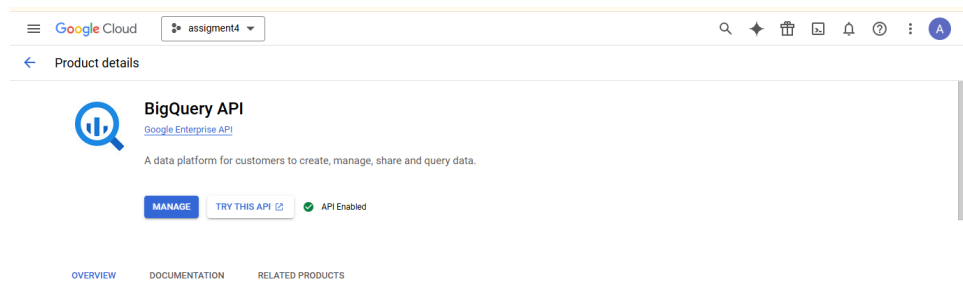 Google Cloud
assigment4
A
Product details
BigQuery API
Google Enterprise API
A data platform for customers to create, manage, share and query data.
MANAGE
TRY THIS API
API Enabled
OVERVIEW
DOCUMENTATION
RELATED PRODUCTS